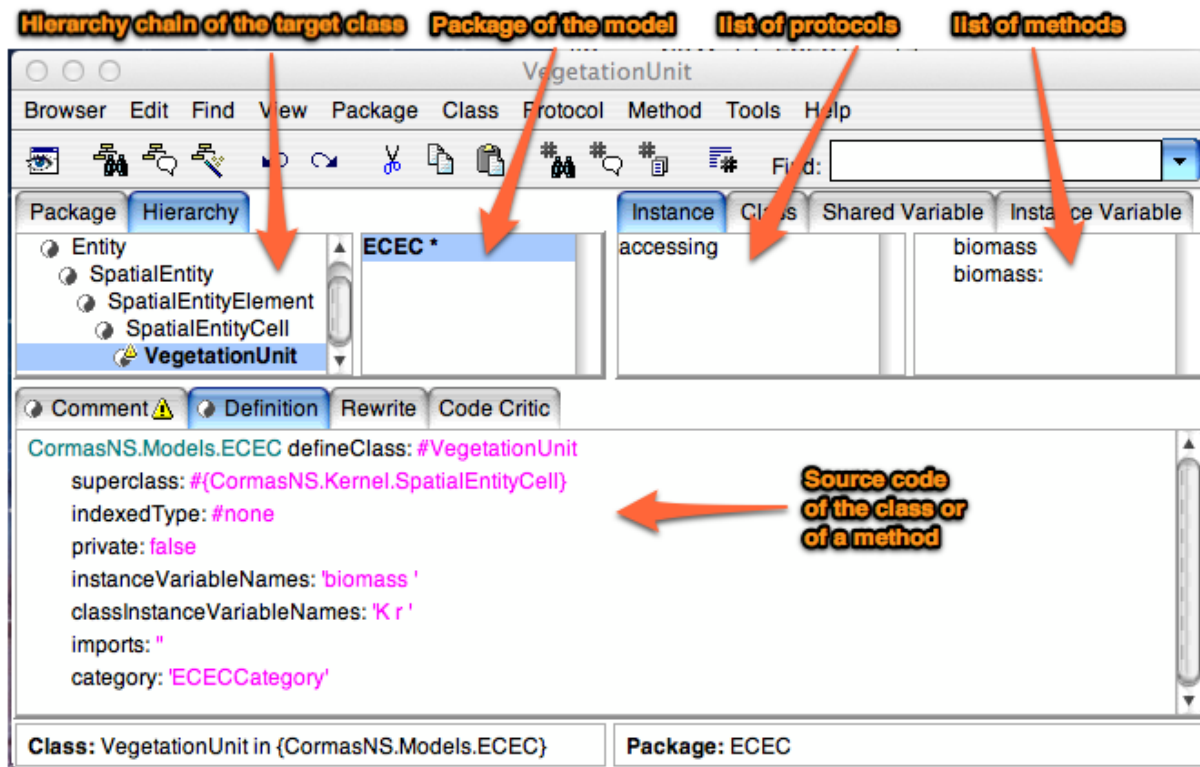 Hierarchy chain of the target class Package of the model list of protocols list of methods
VegetationUnit
Browser Edit Find View Package Class Protocol Method Tools Help
Find:
Package Hierarchy Instance Class Shared Variable Instance Variable
Entity ECEC * accessing biomass
SpatialEntity biomass:
SpatialEntityElement
SpatialEntityCell
VegetationUnit
Comment Definition Rewrite Code Critic
CormasNS.Models.ECEC defineClass: #VegetationUnit
superclass: #{CormasNS.Kernel.SpatialEntityCell}
indexedType: #none
private: false
instanceVariableNames: 'biomass '
classInstanceVariableNames: 'K r '
imports: ''
category: 'ECECCategory'
Source code
of the class or
of a method
Class: VegetationUnit in {CormasNS.Models.ECEC} Package: ECEC